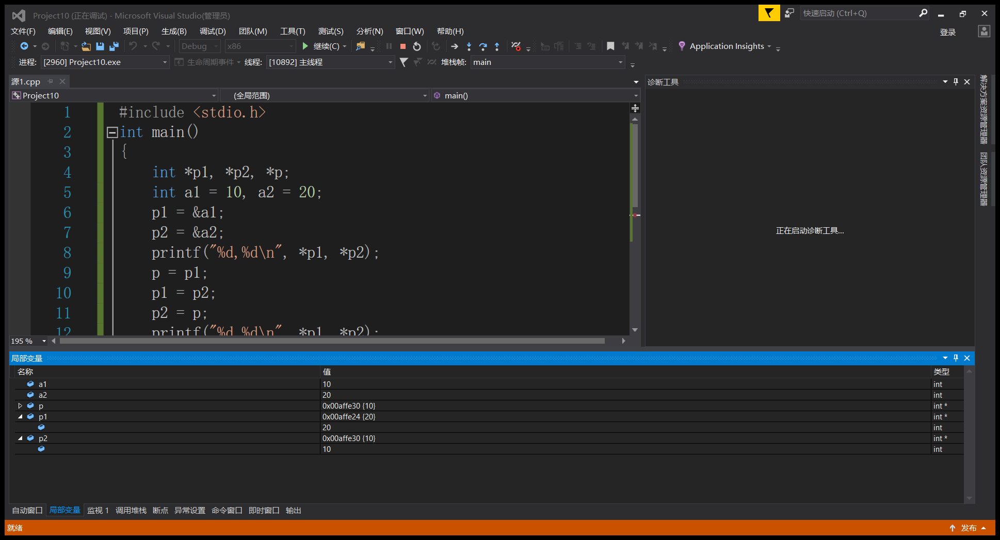 Project10 (正在调试) - Microsoft Visual Studio(管理员)
快速启动 (Ctrl+Q)
文件(F) 编辑(E) 视图(V) 项目(P) 生成(B) 调试(D) 团队(M) 工具(T) 测试(S) 分析(N) 窗口(W) 帮助(H)
登录
Debug x86 继续(C) Application Insights
进程: [2960] Project10.exe 生命周期事件 线程: [10892] 主线程 堆栈帧: main
源1.cpp
Project10 (全局范围) main()
1 #include <stdio.h>
2 int main()
3 {
4 int *p1, *p2, *p;
5 int a1 = 10, a2 = 20;
6 p1 = &a1;
7 p2 = &a2;
8 printf("%d,%d\n", *p1, *p2);
9 p = p1;
10 p1 = p2;
11 p2 = p;
12 printf("%d,%d\n", *p1, *p2);
195 %
诊断工具
正在启动诊断工具...
解决方案资源管理器
团队资源管理器
局部变量
名称 值 类型
a1 10 int
a2 20 int
p 0x00affe30 {10} int *
p1 0x00affe24 {20} int *
20 int
p2 0x00affe30 {10} int *
10 int
自动窗口 局部变量 监视 1 调用堆栈 断点 异常设置 命令窗口 即时窗口 输出
就绪 发布